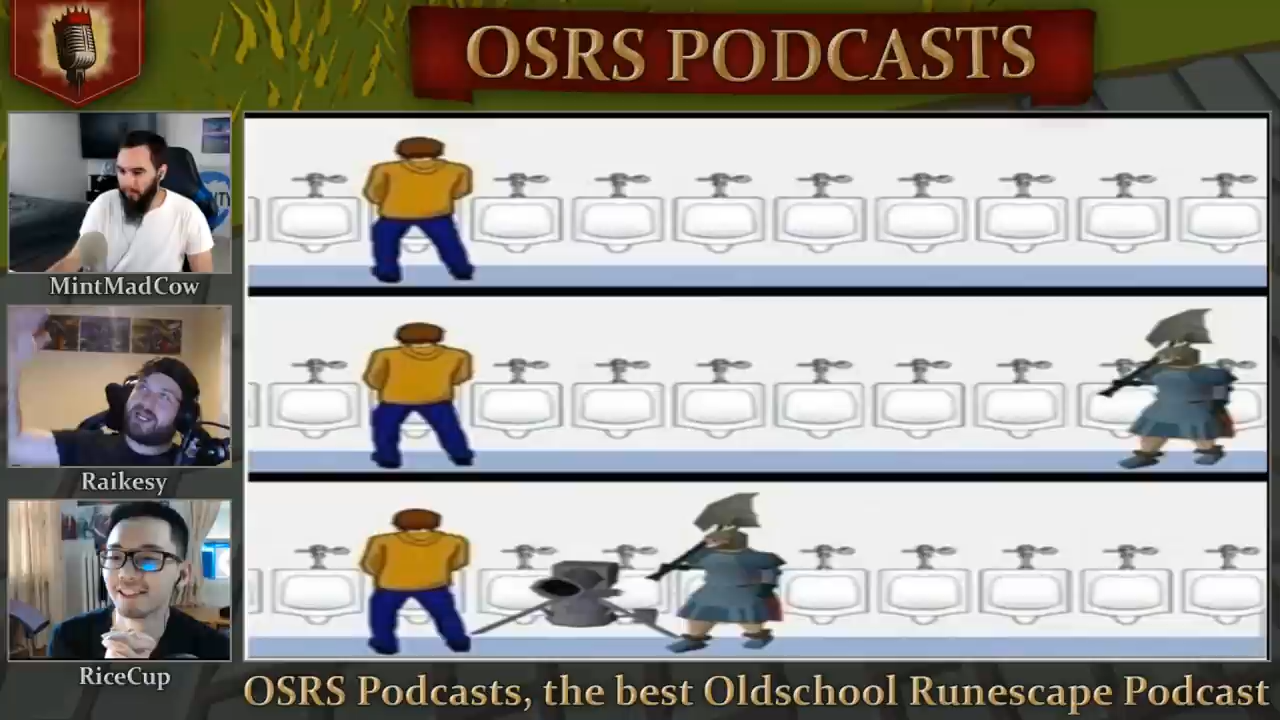 OSRS PODCASTS
MintMadCow
Raikesy
RiceCup
OSRS Podcasts, the best Oldschool Runescape Podcast